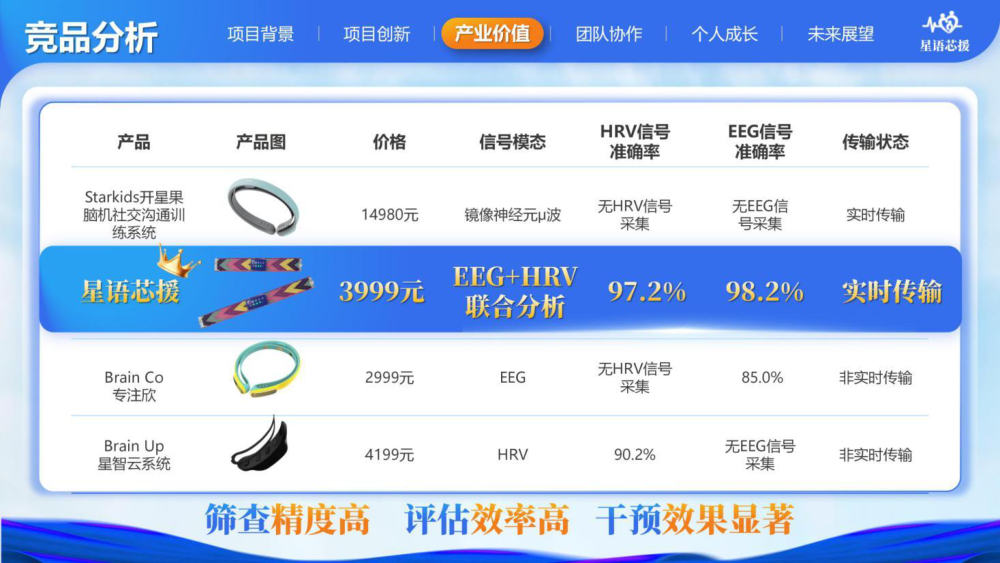 竞品分析
项目背景
项目创新
产业价值
团队协作
个人成长
未来展望
星语芯援
产品
产品图
价格
信号模态
HRV信号
准确率
EEG信号
准确率
传输状态
Starkids开星果
脑机社交沟通训
练系统
14980元
镜像神经元μ波
无HRV信号
采集
无EEG信
号采集
实时传输
星语芯援
3999元
EEG+HRV
联合分析
97.2%
98.2%
实时传输
Brain Co
专注欣
2999元
EEG
无HRV信号
采集
85.0%
非实时传输
Brain Up
星智云系统
4199元
HRV
90.2%
无EEG信号
采集
非实时传输
筛查精度高 评估效率高 干预效果显著